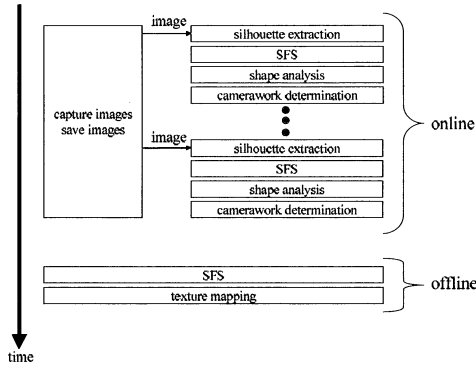 image
silhouette extraction
SFS
shape analysis
camerawork determination
capture images
save images
online
image
silhouette extraction
SFS
shape analysis
camerawork determination
SFS
offline
texture mapping
time